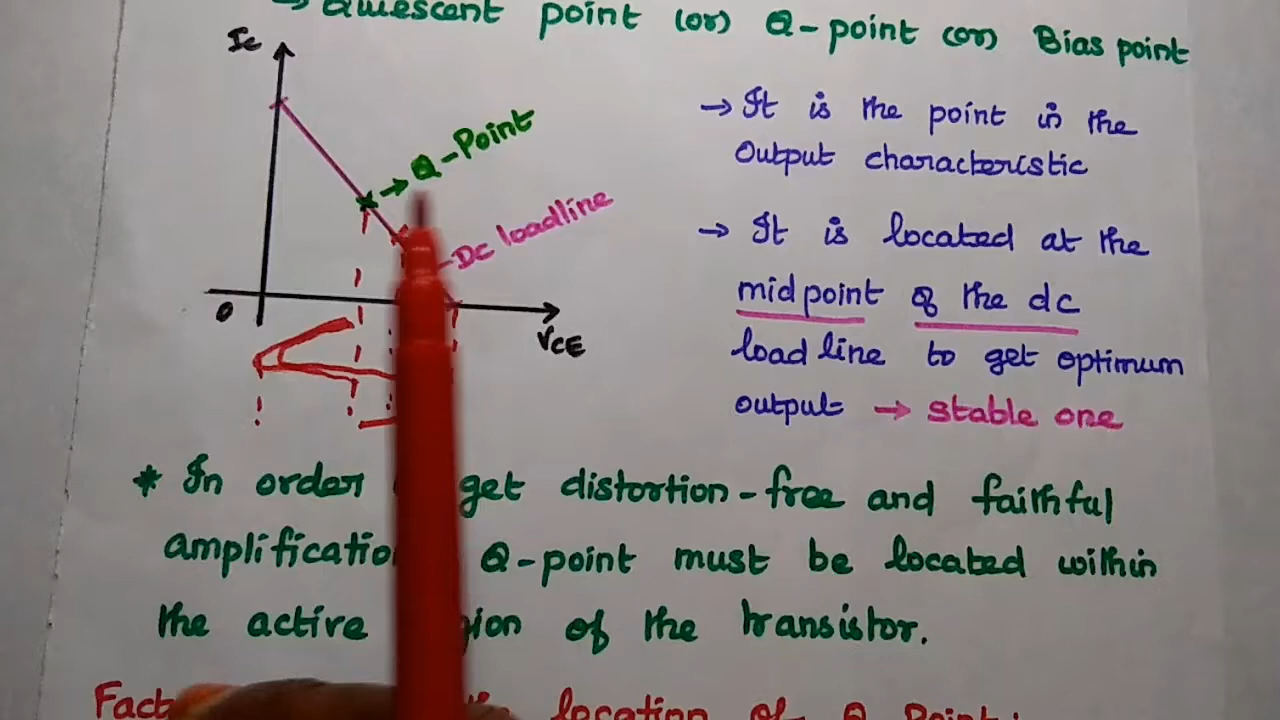 → Quiescent point (or) Q-point (or) Bias point
Ic
Q-Point
DC loadline
0
VCE
→ It is the point in the
Output characteristic
→ It is located at the
midpoint of the dc
load line to get optimum
output → stable one
* In order get distortion-free and faithful
Q-point must be located within
the active of the transistor.
location of Q Point: